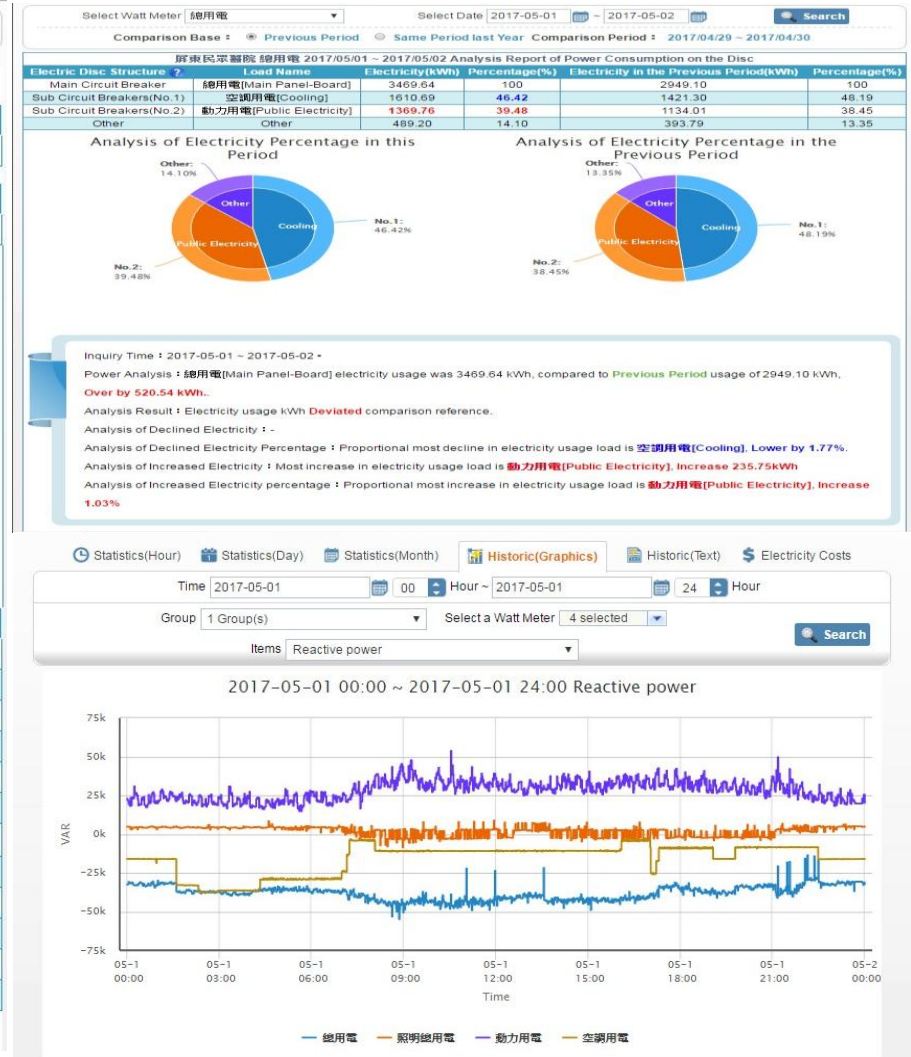 Select Watt Meter 總用電 Select Date 2017-05-01 ~ 2017-05-02 Search
Comparison Base： Previous Period Same Period last Year Comparison Period： 2017/04/29 ~ 2017/04/30
屏東民眾醫院 總用電 2017/05/01 ~ 2017/05/02 Analysis Report of Power Consumption on the Disc
Electric Disc Structure ? Load Name Electricity(kWh) Percentage(%) Electricity in the Previous Period(kWh) Percentage(%)
Main Circuit Breaker 總用電[Main Panel-Board] 3469.64 100 2949.10 100
Sub Circuit Breakers(No.1) 空調用電[Cooling] 1610.69 46.42 1421.30 48.19
Sub Circuit Breakers(No.2) 動力用電[Public Electricity] 1369.76 39.48 1134.01 38.45
Other Other 489.20 14.10 393.79 13.35
Analysis of Electricity Percentage in this Period
Other: 14.10%
Other
Cooling
Public Electricity
No.1: 46.42%
No.2: 39.48%
Analysis of Electricity Percentage in the Previous Period
Other: 13.35%
Other
Cooling
Public Electricity
No.1: 48.19%
No.2: 38.45%
Inquiry Time：2017-05-01 ~ 2017-05-02。
Power Analysis：總用電[Main Panel-Board] electricity usage was 3469.64 kWh, compared to Previous Period usage of 2949.10 kWh,
Over by 520.54 kWh..
Analysis Result：Electricity usage kWh Deviated comparison reference.
Analysis of Declined Electricity：-
Analysis of Declined Electricity Percentage：Proportional most decline in electricity usage load is 空調用電[Cooling], Lower by 1.77%.
Analysis of Increased Electricity：Most increase in electricity usage load is 動力用電[Public Electricity], Increase 235.75kWh
Analysis of Increased Electricity percentage：Proportional most increase in electricity usage load is 動力用電[Public Electricity], Increase
1.03%
Statistics(Hour) Statistics(Day) Statistics(Month) Historic(Graphics) Historic(Text) $ Electricity Costs
Time 2017-05-01 00 Hour ~ 2017-05-01 24 Hour
Group 1 Group(s) Select a Watt Meter 4 selected
Search
Items Reactive power
2017-05-01 00:00 ~ 2017-05-01 24:00 Reactive power
75k
50k
25k
0k
-25k
-50k
-75k
VAR
05-1 05-1 05-1 05-1 05-1 05-1 05-1 05-1 05-2
00:00 03:00 06:00 09:00 12:00 15:00 18:00 21:00 00:00
Time
總用電 照明總用電 動力用電 空調用電